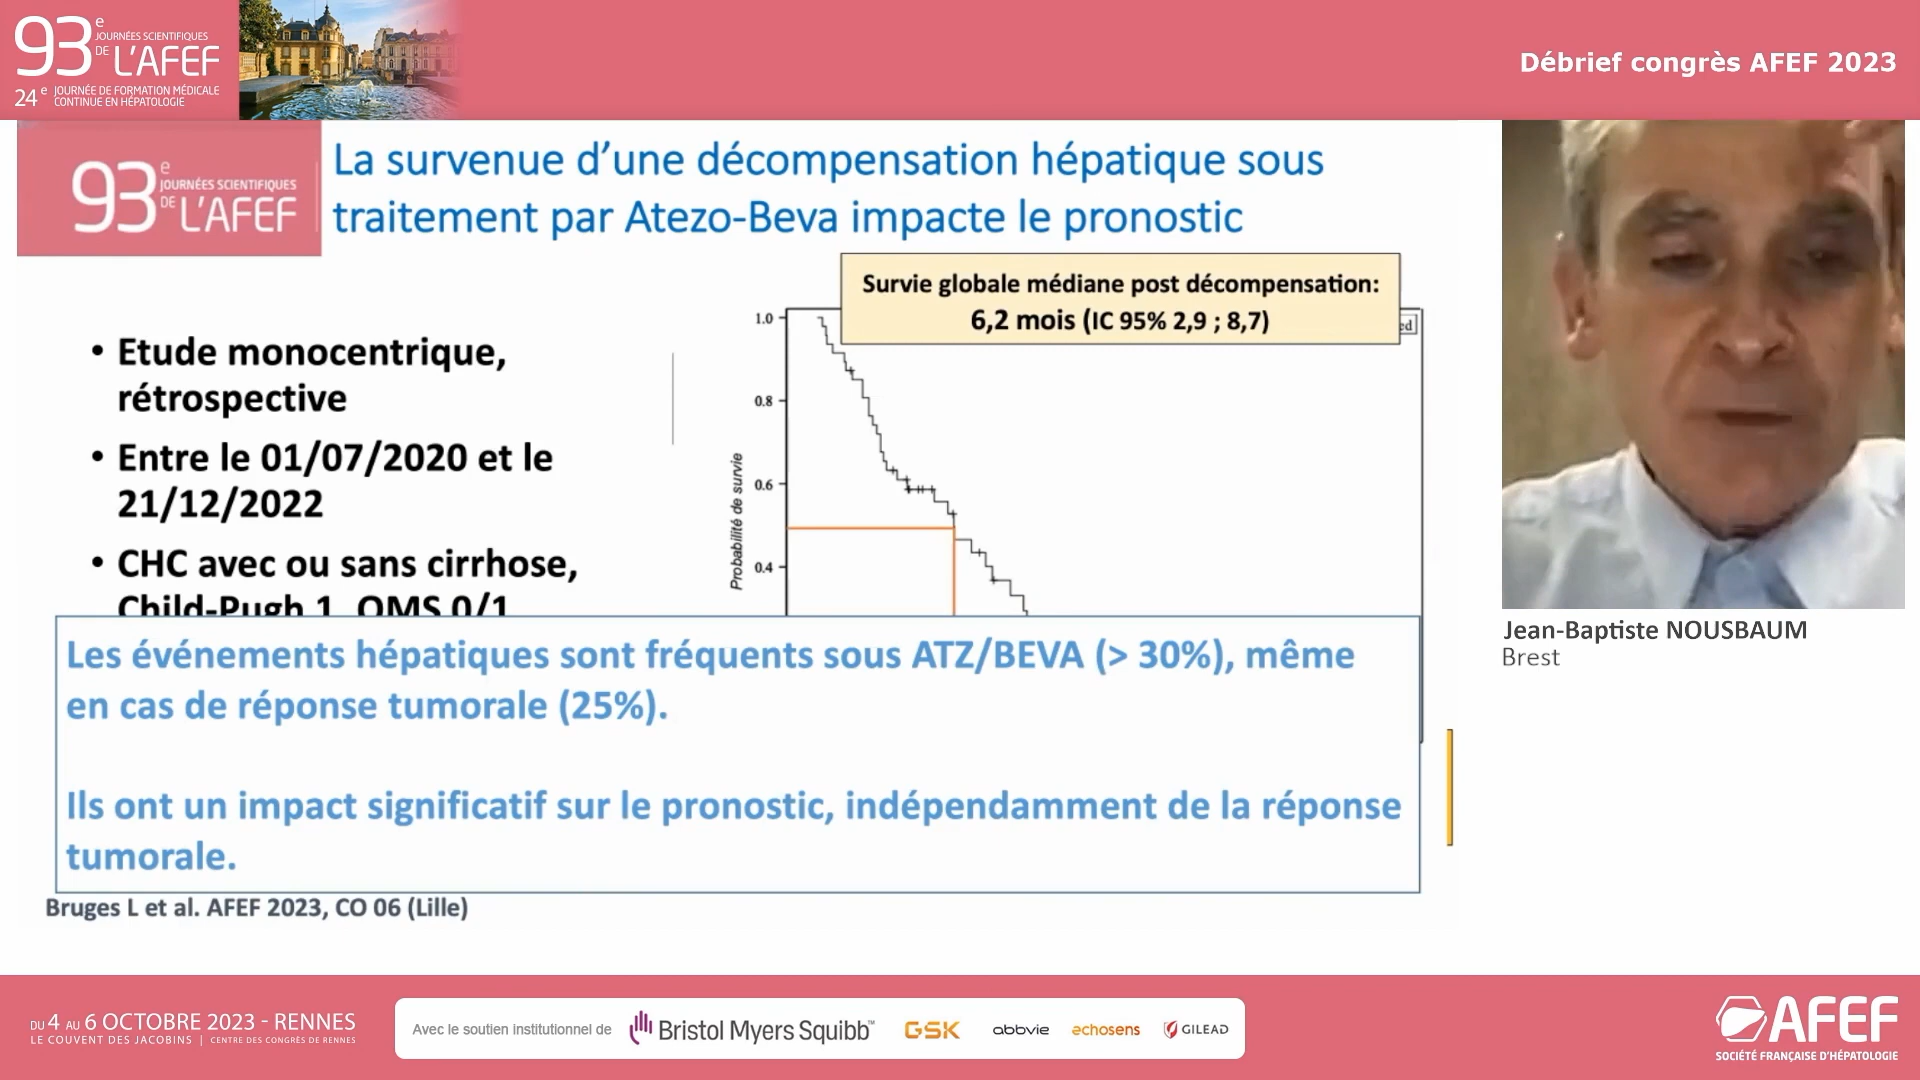 93e JOURNÉES SCIENTIFIQUES
DE L'AFEF
24e JOURNÉE DE FORMATION MÉDICALE
CONTINUE EN HÉPATOLOGIE
Débrief congrès AFEF 2023
93e JOURNÉES SCIENTIFIQUES
DE L'AFEF
La survenue d'une décompensation hépatique sous
traitement par Atezo-Beva impacte le pronostic
Survie globale médiane post décompensation:
6,2 mois (IC 95% 2,9 ; 8,7)
• Etude monocentrique,
rétrospective
• Entre le 01/07/2020 et le
21/12/2022
• CHC avec ou sans cirrhose,
Child-Pugh 1, OMS 0/1
1.0
0.8
0.6
0.4
Probabilité de survie
Les événements hépatiques sont fréquents sous ATZ/BEVA (> 30%), même
en cas de réponse tumorale (25%).
Ils ont un impact significatif sur le pronostic, indépendamment de la réponse
tumorale.
Bruges L et al. AFEF 2023, CO 06 (Lille)
Jean-Baptiste NOUSBAUM
Brest
DU 4 AU 6 OCTOBRE 2023 - RENNES
LE COUVENT DES JACOBINS | CENTRE DES CONGRÈS DE RENNES
Avec le soutien institutionnel de
Bristol Myers Squibb™
GSK
abbvie
echosens
GILEAD
AFEF
SOCIÉTÉ FRANÇAISE D'HÉPATOLOGIE